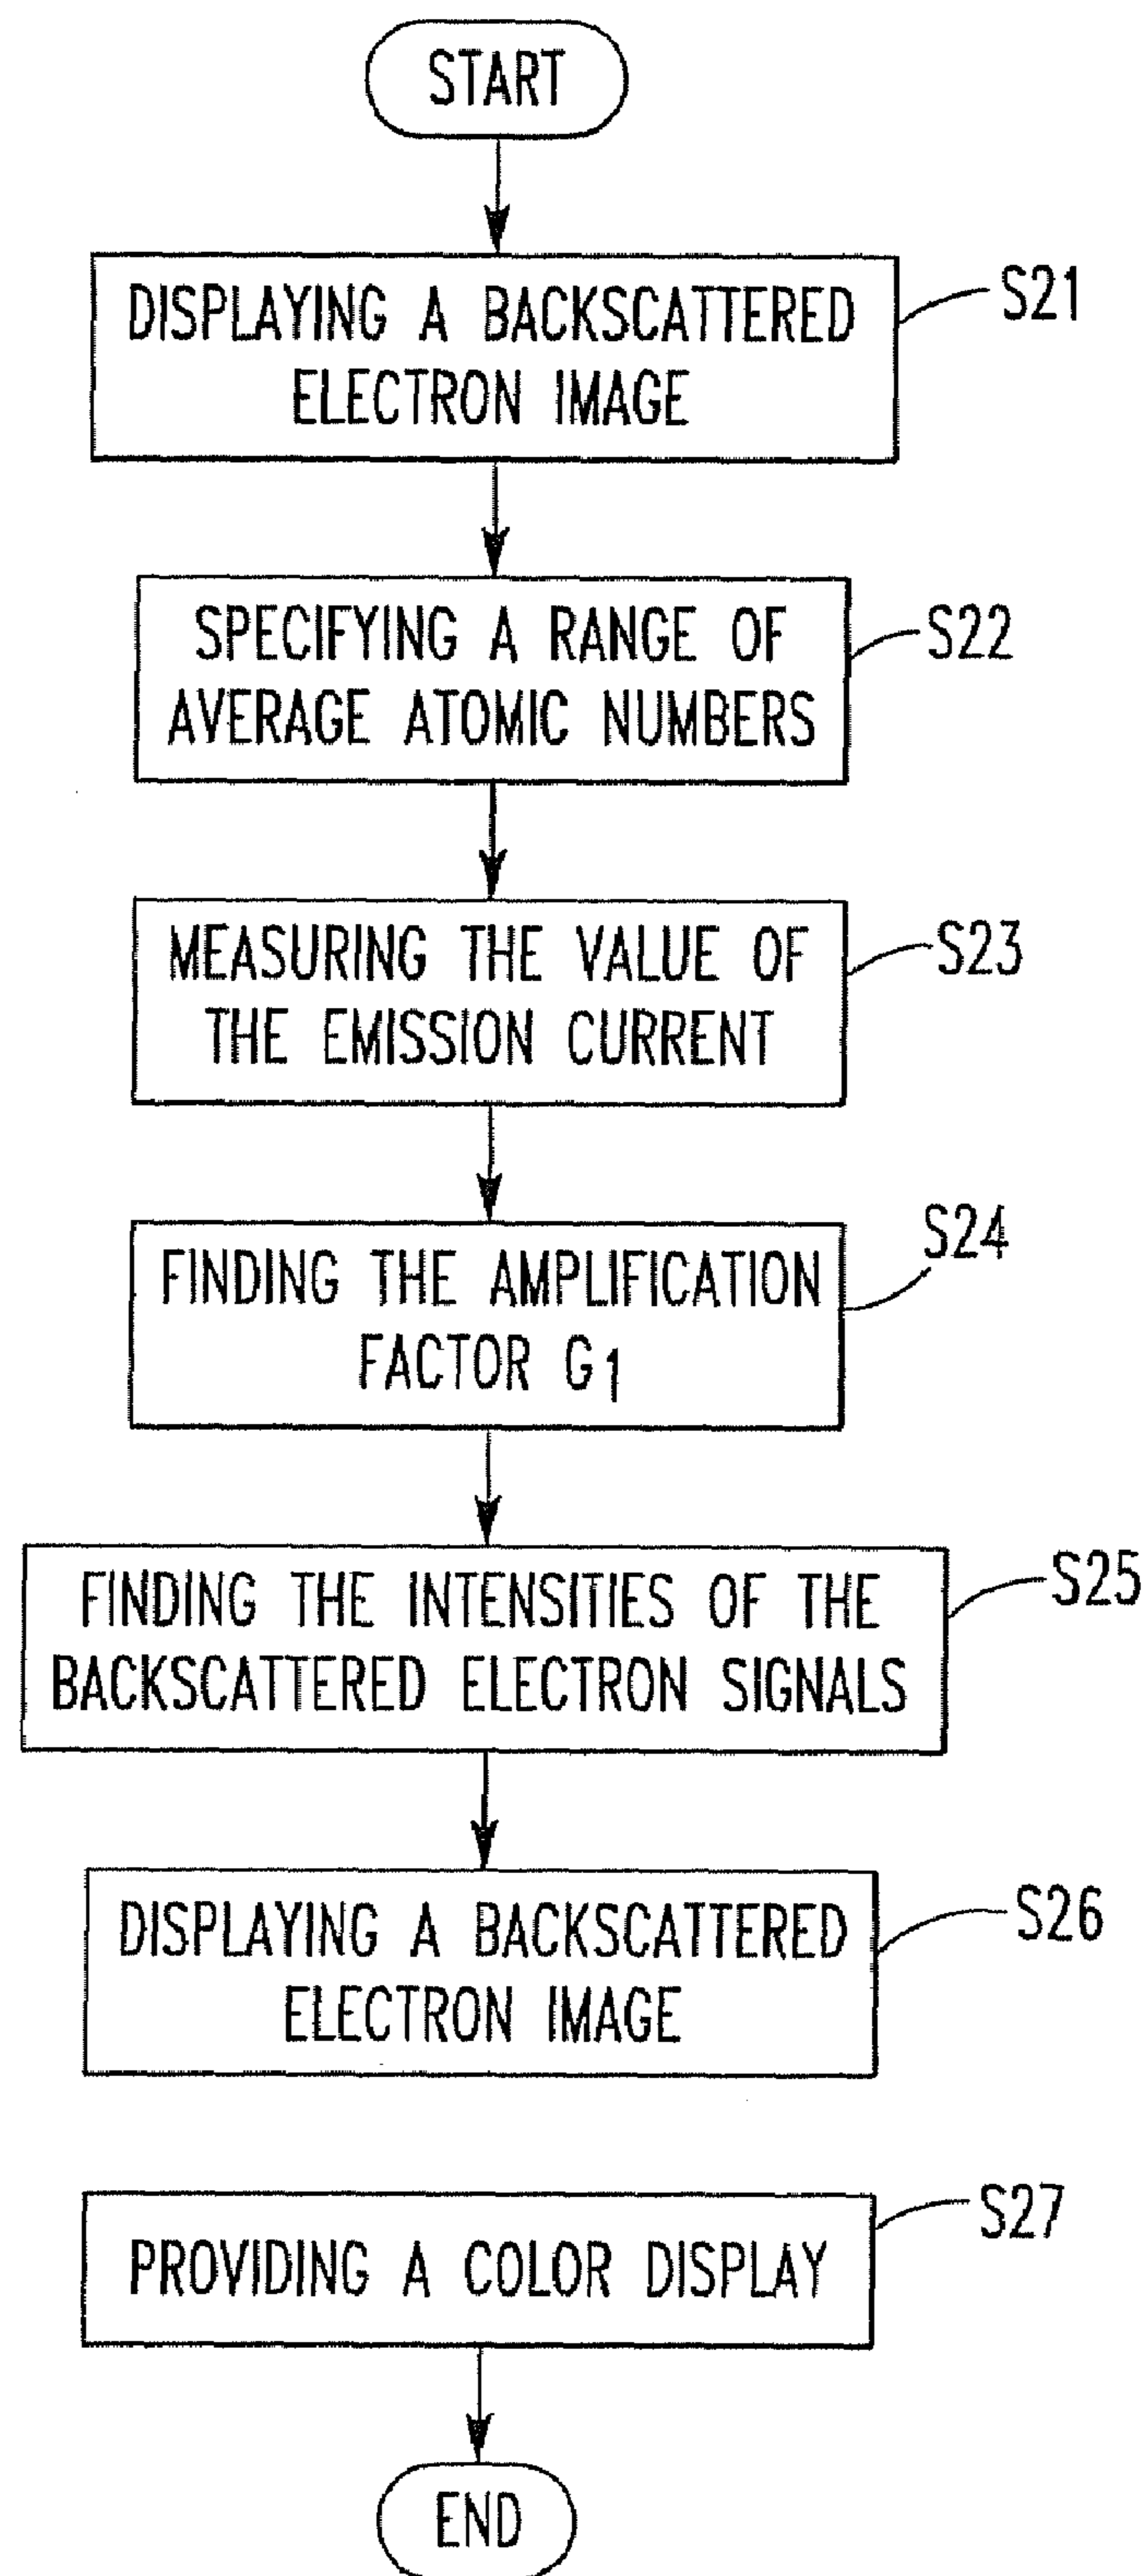 START
DISPLAYING A BACKSCATTERED
ELECTRON IMAGE
S21
SPECIFYING A RANGE OF
AVERAGE ATOMIC NUMBERS
S22
MEASURING THE VALUE OF
THE EMISSION CURRENT
S23
FINDING THE AMPLIFICATION
FACTOR G1
S24
FINDING THE INTENSITIES OF THE
BACKSCATTERED ELECTRON SIGNALS
S25
DISPLAYING A BACKSCATTERED
ELECTRON IMAGE
S26
PROVIDING A COLOR DISPLAY
S27
END